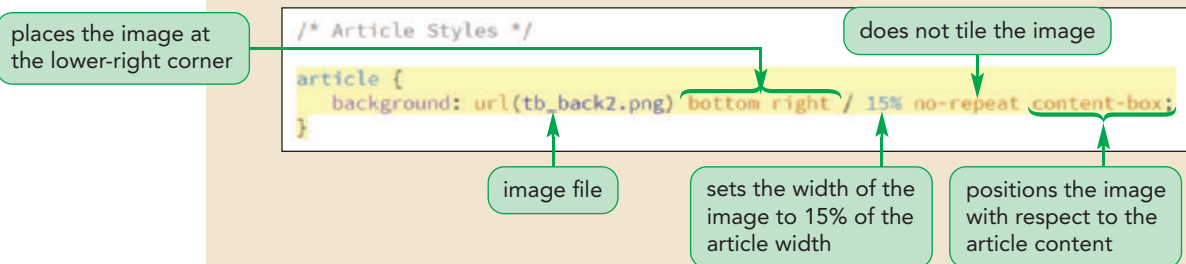 places the image at
the lower-right corner
/* Article Styles */
does not tile the image
article {
background: url(tb_back2.png) bottom right / 15% no-repeat content-box;
}
image file
sets the width of the
image to 15% of the
article width
positions the image
with respect to the
article content